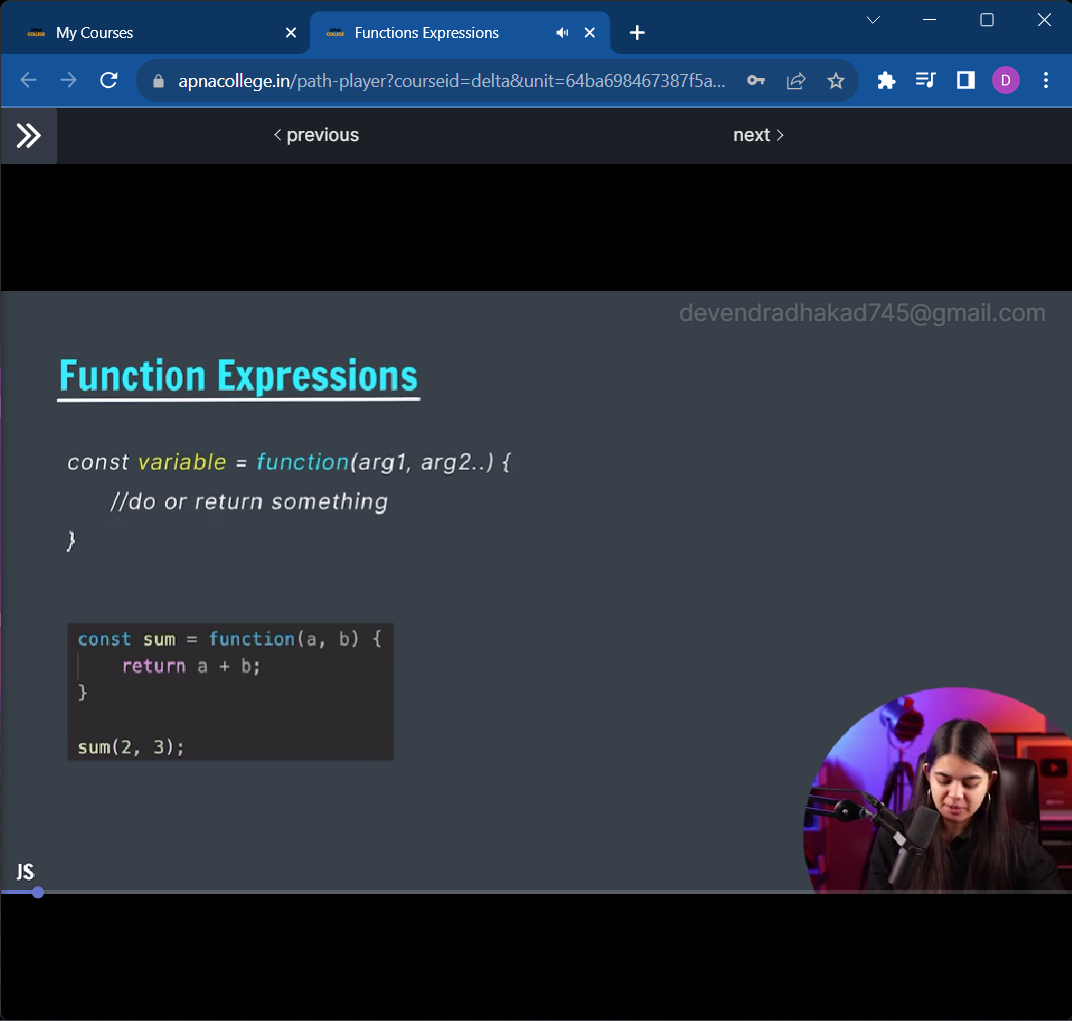 My Courses
Functions Expressions
apnacollege.in/path-player?courseid=delta&unit=64ba698467387f5a...
D
< previous
next >
devendradhakad745@gmail.com
Function Expressions
const variable = function(arg1, arg2..) {
//do or return something
}
const sum = function(a, b) {
return a + b;
}
sum(2, 3);
JS